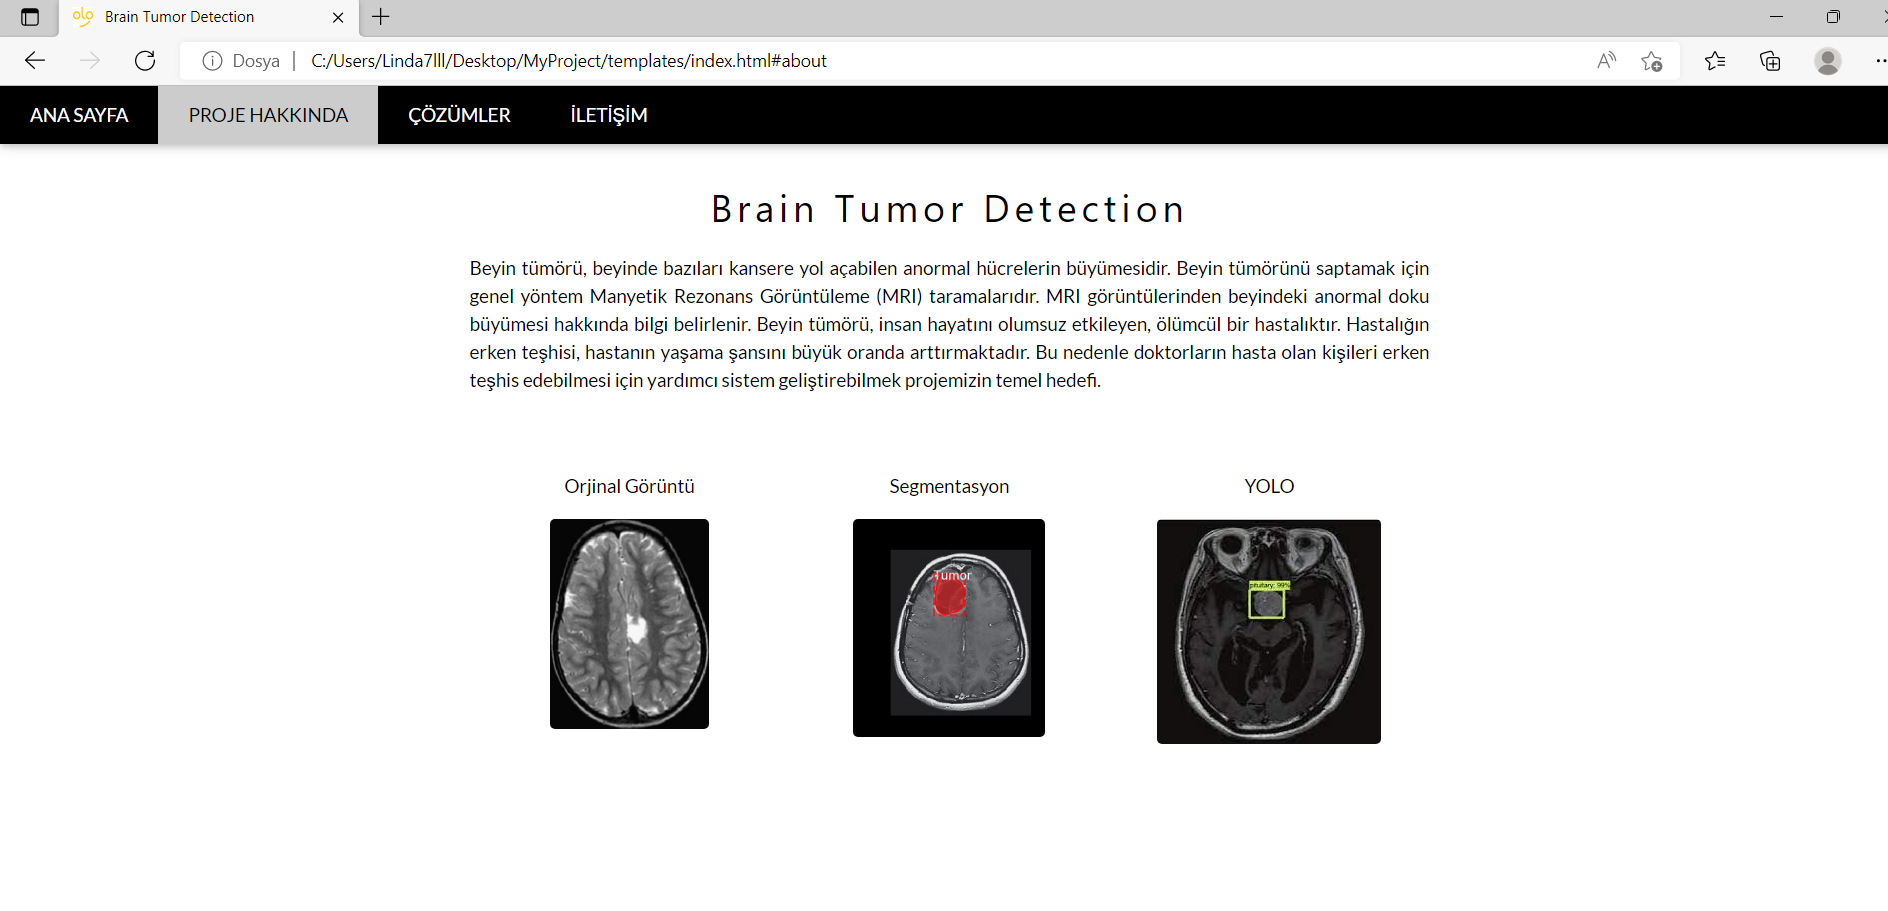 olo
Brain Tumor Detection
Dosya
C:/Users/Linda7lll/Desktop/MyProject/templates/index.html#about
ANA SAYFA
PROJE HAKKINDA
ÇÖZÜMLER
İLETİŞİM
Brain Tumor Detection
Beyin tümörü, beyinde bazıları kansere yol açabilen anormal hücrelerin büyümesidir. Beyin tümörünü saptamak için
genel yöntem Manyetik Rezonans Görüntüleme (MRI) taramalarıdır. MRI görüntülerinden beyindeki anormal doku
büyümesi hakkında bilgi belirlenir. Beyin tümörü, insan hayatını olumsuz etkileyen, ölümcül bir hastalıktır. Hastalığın
erken teşhisi, hastanın yaşama şansını büyük oranda arttırmaktadır. Bu nedenle doktorların hasta olan kişileri erken
teşhis edebilmesi için yardımcı sistem geliştirebilmek projemizin temel hedefi.
Orjinal Görüntü
Segmentasyon
YOLO
Tumor
pituitary: 99%